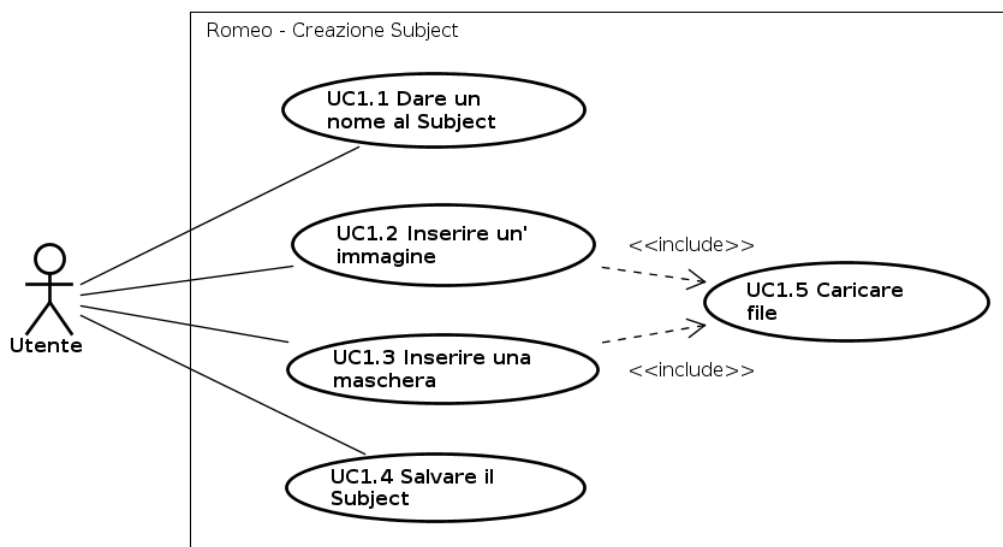 Romeo - Creazione Subject
UC1.1 Dare un
nome al Subject
UC1.2 Inserire un'
immagine
<<include>>
UC1.5 Caricare
file
Utente
UC1.3 Inserire una
maschera
<<include>>
UC1.4 Salvare il
Subject